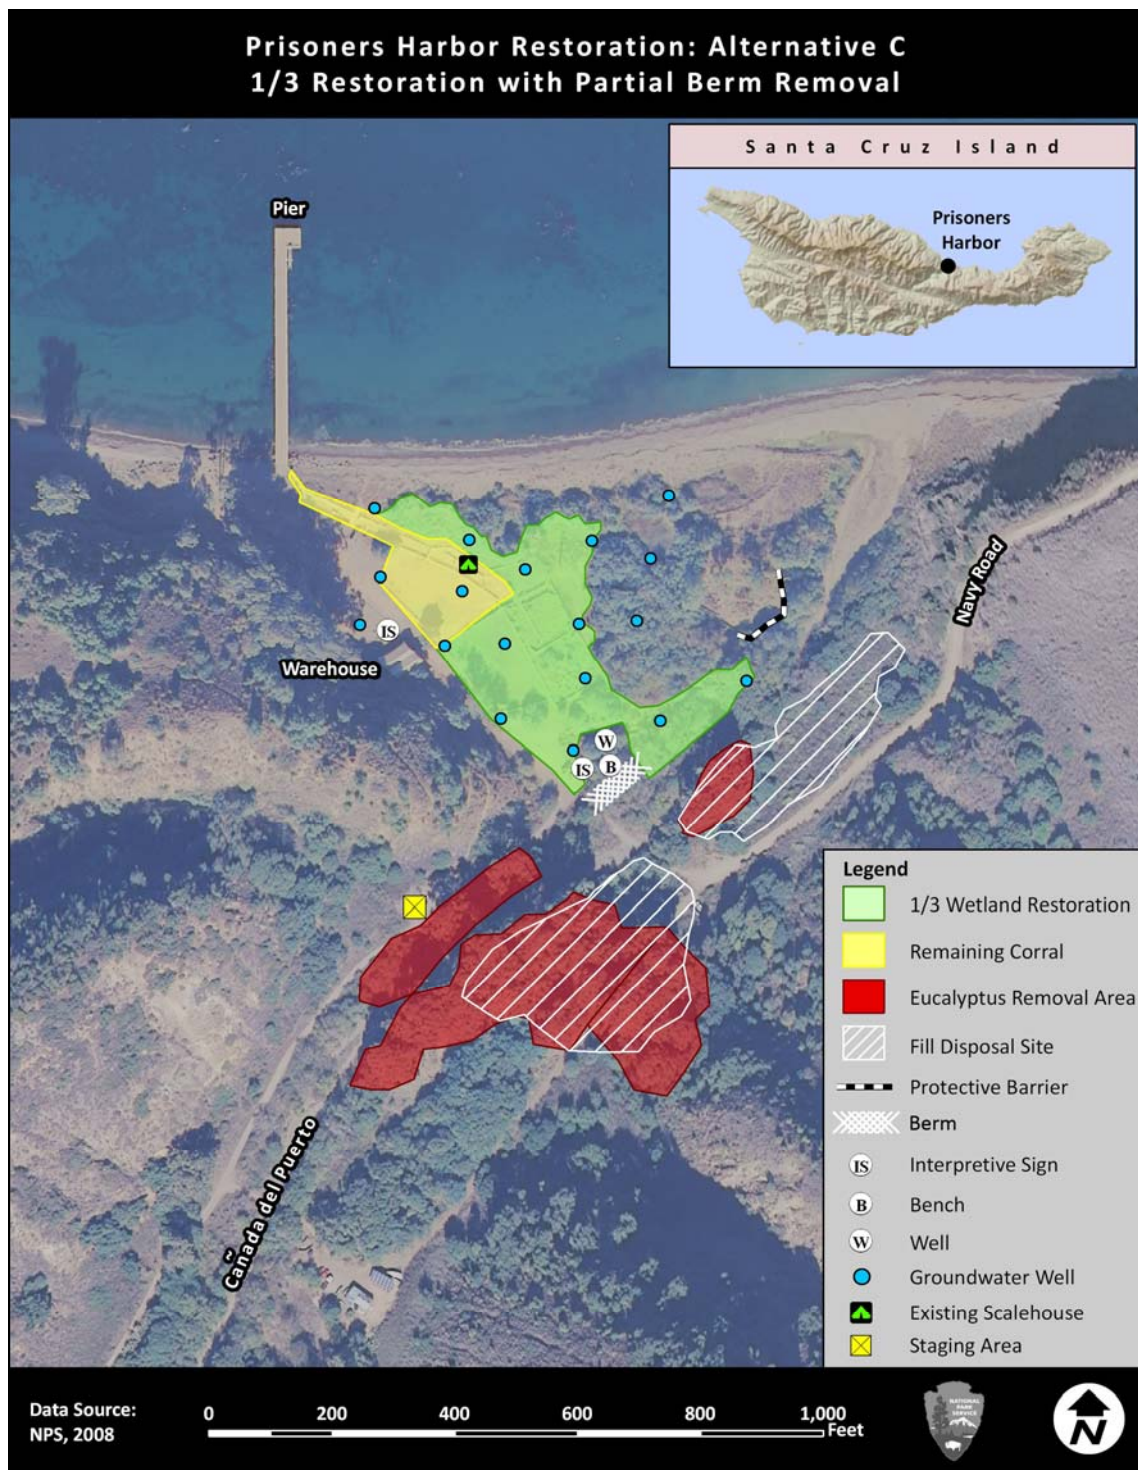 Prisoners Harbor Restoration: Alternative C
1/3 Restoration with Partial Berm Removal
Santa Cruz Island
Prisoners
Harbor
Pier
Navy Road
IS
Warehouse
W
IS
B
Cañada del Puerto
Legend
1/3 Wetland Restoration
Remaining Corral
Eucalyptus Removal Area
Fill Disposal Site
Protective Barrier
Berm
IS Interpretive Sign
B Bench
W Well
Groundwater Well
Existing Scalehouse
Staging Area
Data Source:
NPS, 2008
0 200 400 600 800 1,000
Feet
NATIONAL
PARK
SERVICE
N